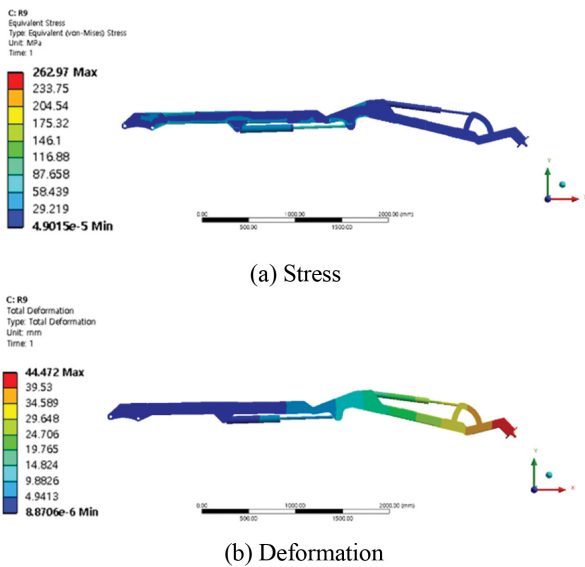 C: R9
Equivalent Stress
Type: Equivalent (von-Mises) Stress
Unit: MPa
Time: 1
262.97 Max
233.75
204.54
175.32
146.1
116.88
87.658
58.439
29.219
4.9015e-5 Min
0.00 1000.00 2000.00 (mm)
500.00 1500.00
Y
(a) Stress
C: R9
Total Deformation
Type: Total Deformation
Unit: mm
Time: 1
44.472 Max
39.53
34.589
29.648
24.706
19.765
14.824
9.8826
4.9413
8.8706e-6 Min
0.00 1000.00 2000.00 (mm)
500.00 1500.00
Y
X
(b) Deformation